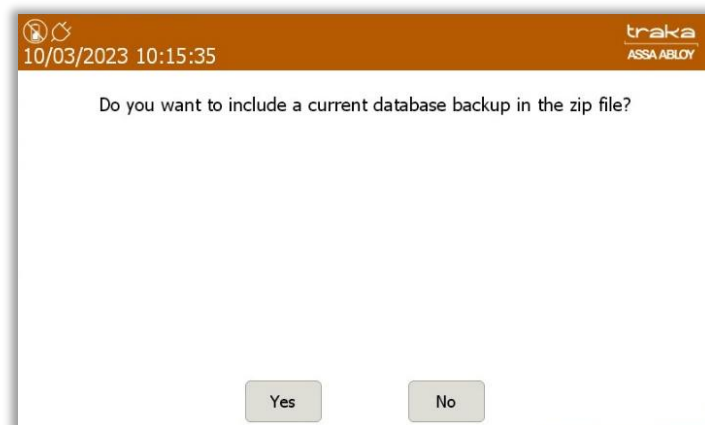 traka
10/03/2023 10:15:35
ASSA ABLOY
Do you want to include a current database backup in the zip file?
Yes
No